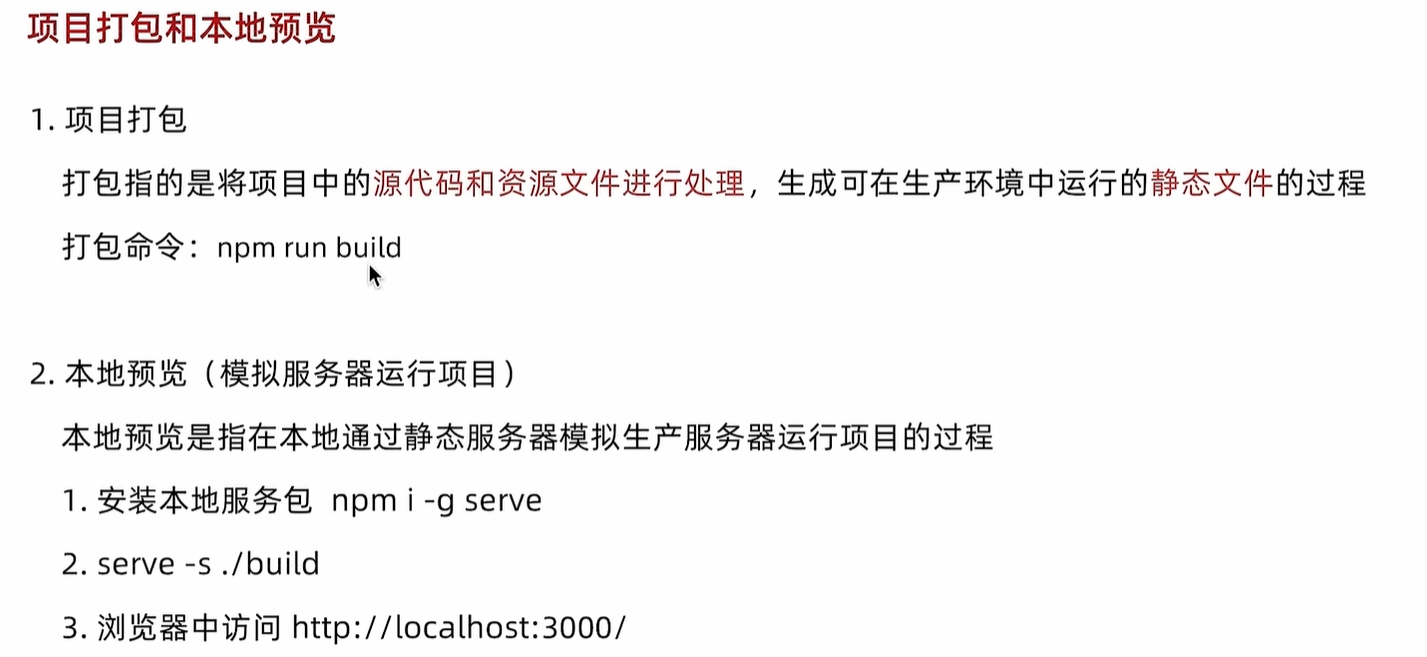 项目打包和本地预览
1. 项目打包
打包指的是将项目中的源代码和资源文件进行处理，生成可在生产环境中运行的静态文件的过程
打包命令：npm run build
2. 本地预览（模拟服务器运行项目）
本地预览是指在本地通过静态服务器模拟生产服务器运行项目的过程
1. 安装本地服务包 npm i -g serve
2. serve -s ./build
3. 浏览器中访问 http://localhost:3000/